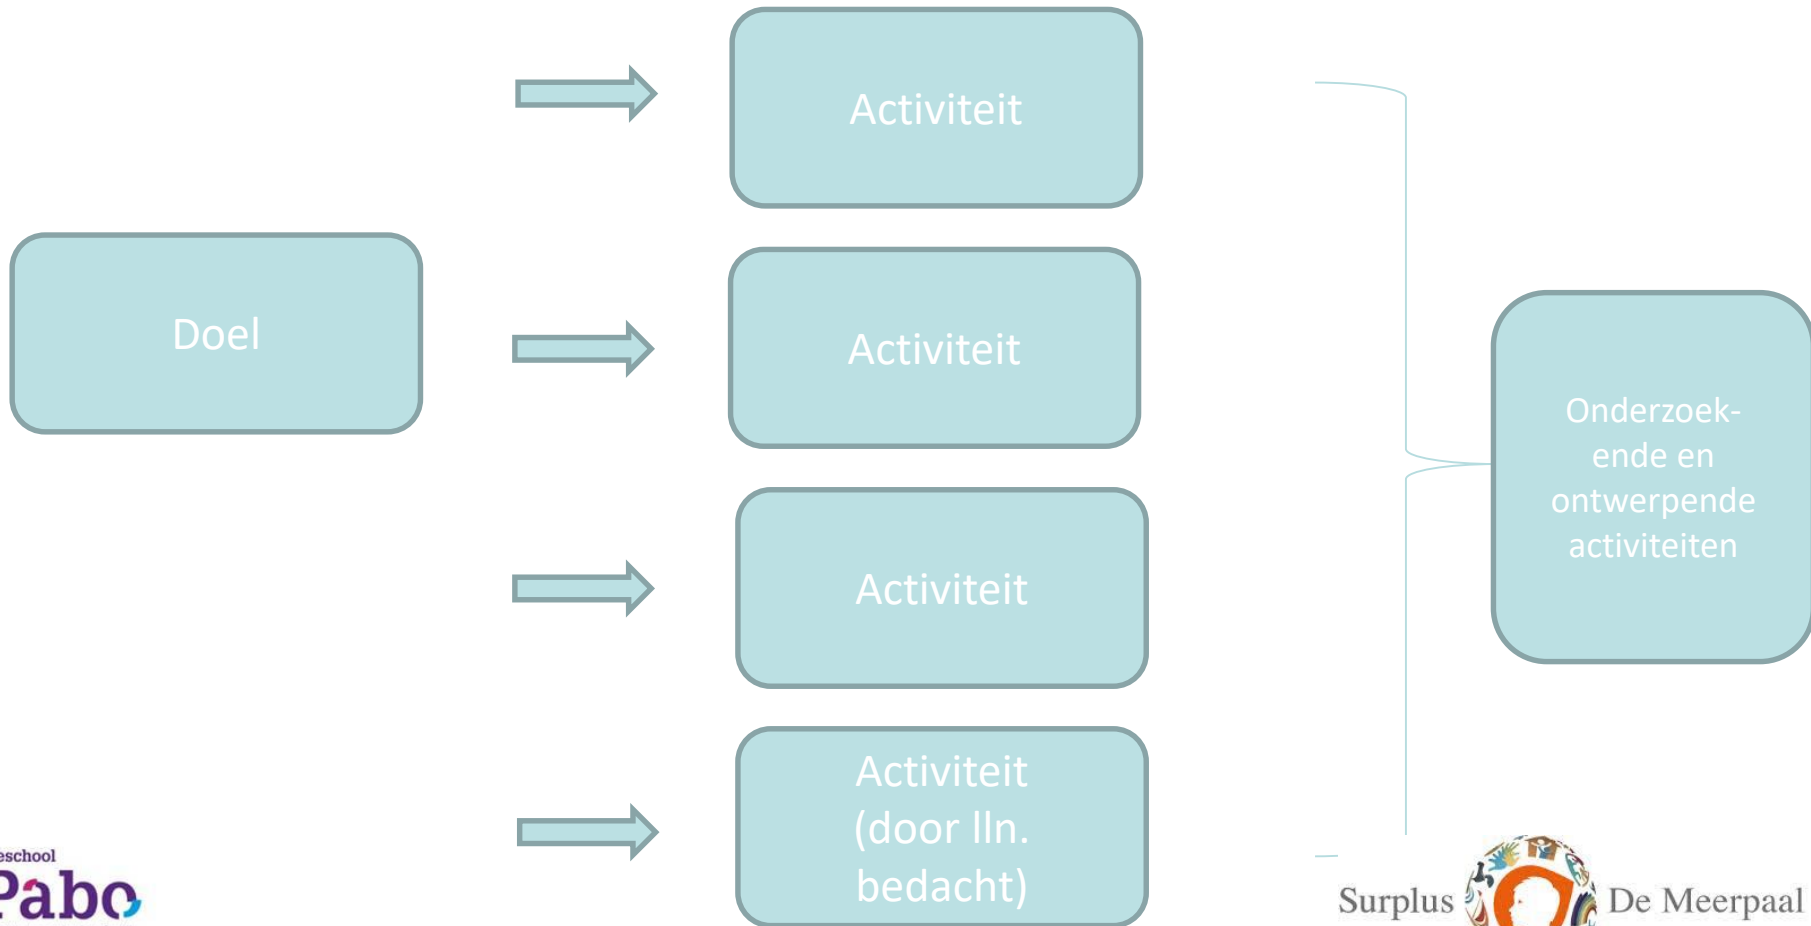 Doel
Activiteit
Activiteit
Activiteit
Activiteit
(door lln.
bedacht)
Onderzoek-
ende en
ontwerpende
activiteiten
eschool
Pabo
Surplus De Meerpaal